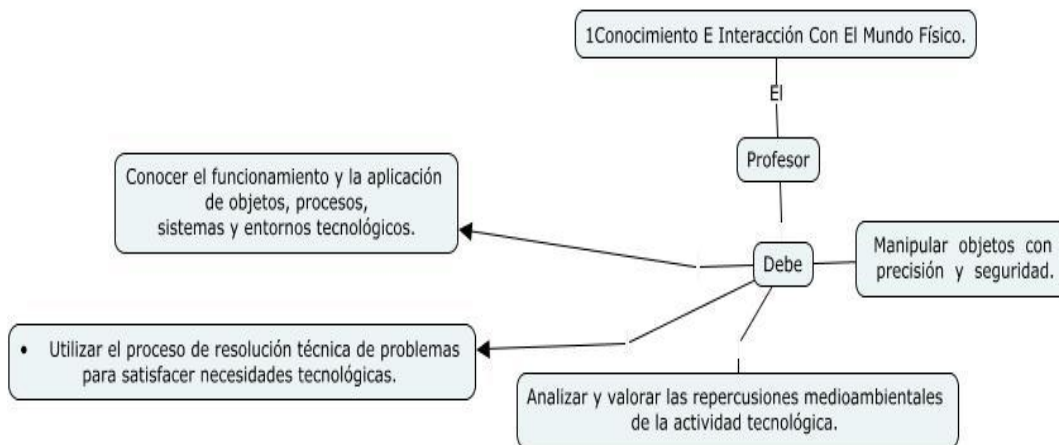 1Conocimiento E Interacción Con El Mundo Físico.
El
Profesor
Conocer el funcionamiento y la aplicación
de objetos, procesos,
sistemas y entornos tecnológicos.
Debe
Manipular objetos con
precisión y seguridad.
• Utilizar el proceso de resolución técnica de problemas
para satisfacer necesidades tecnológicas.
Analizar y valorar las repercusiones medioambientales
de la actividad tecnológica.